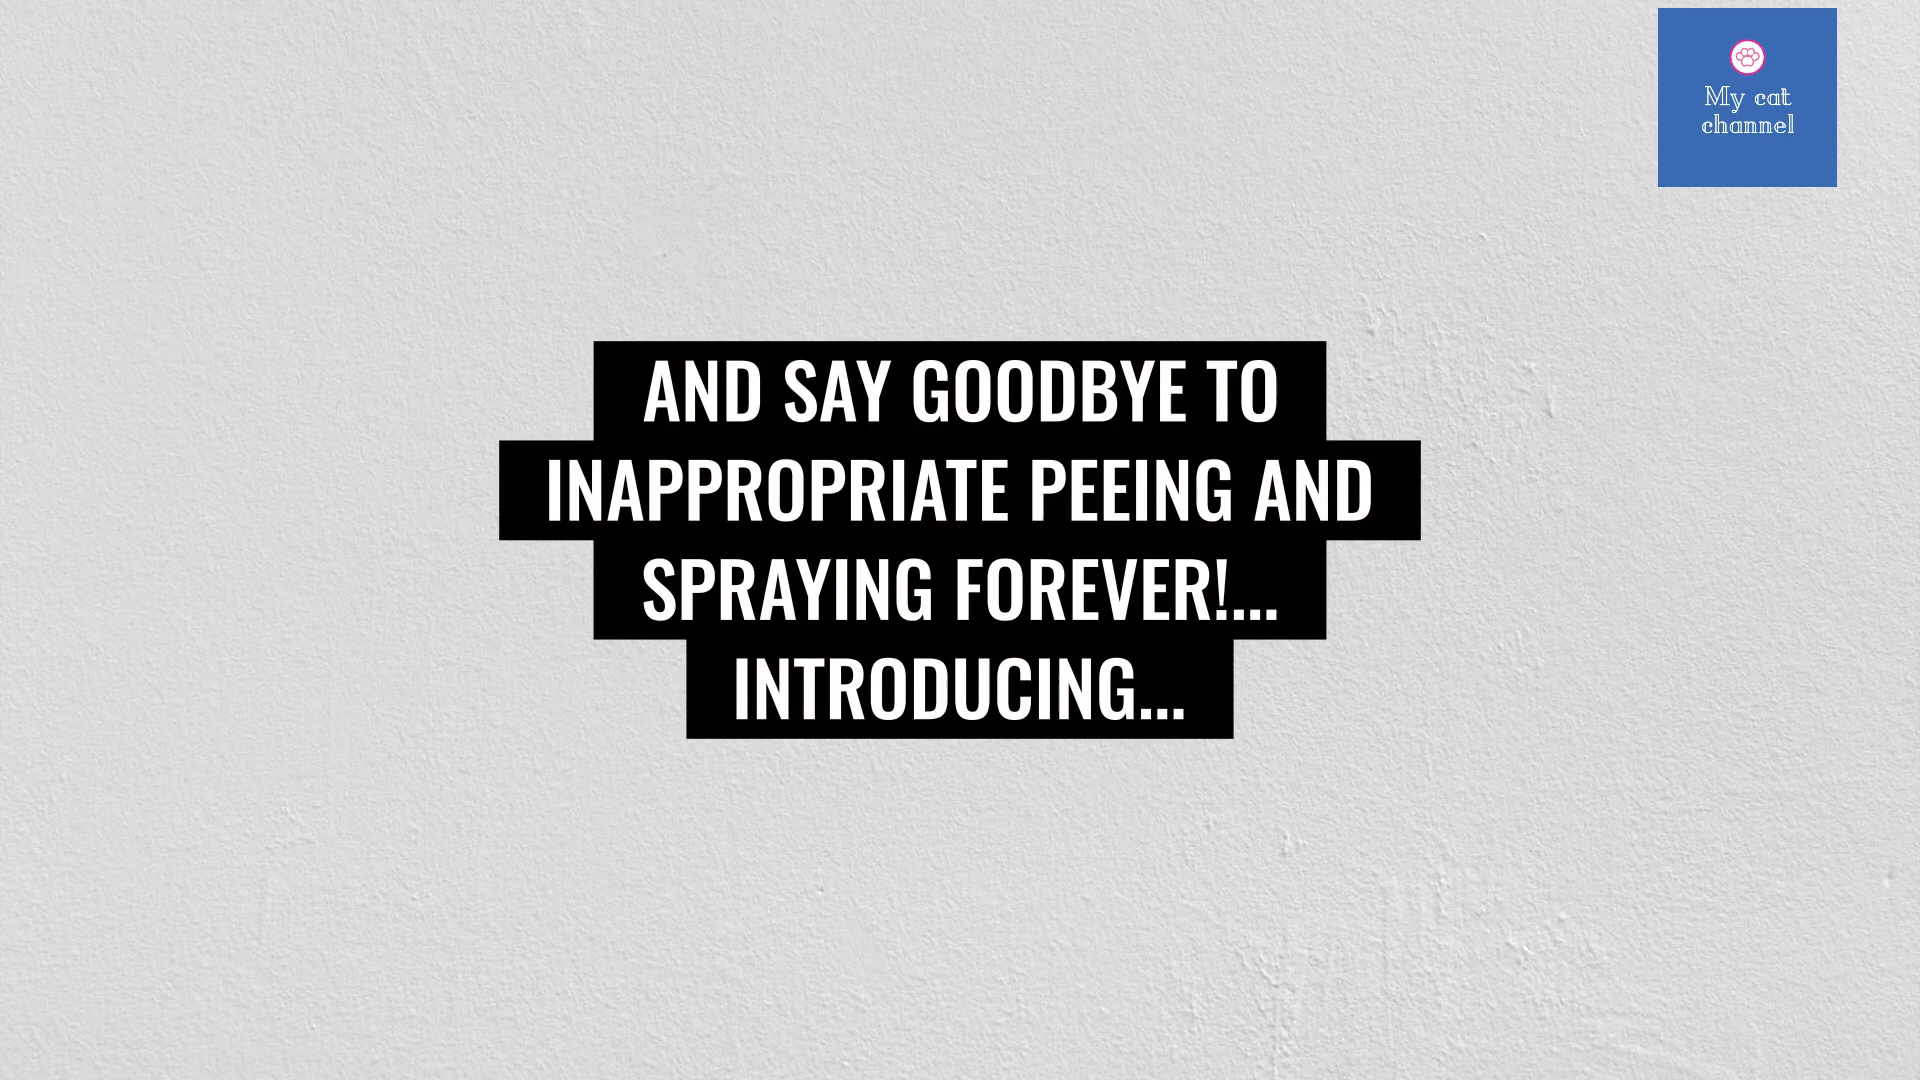 My cat
channel
AND SAY GOODBYE TO
INAPPROPRIATE PEEING AND
SPRAYING FOREVER!...
INTRODUCING...